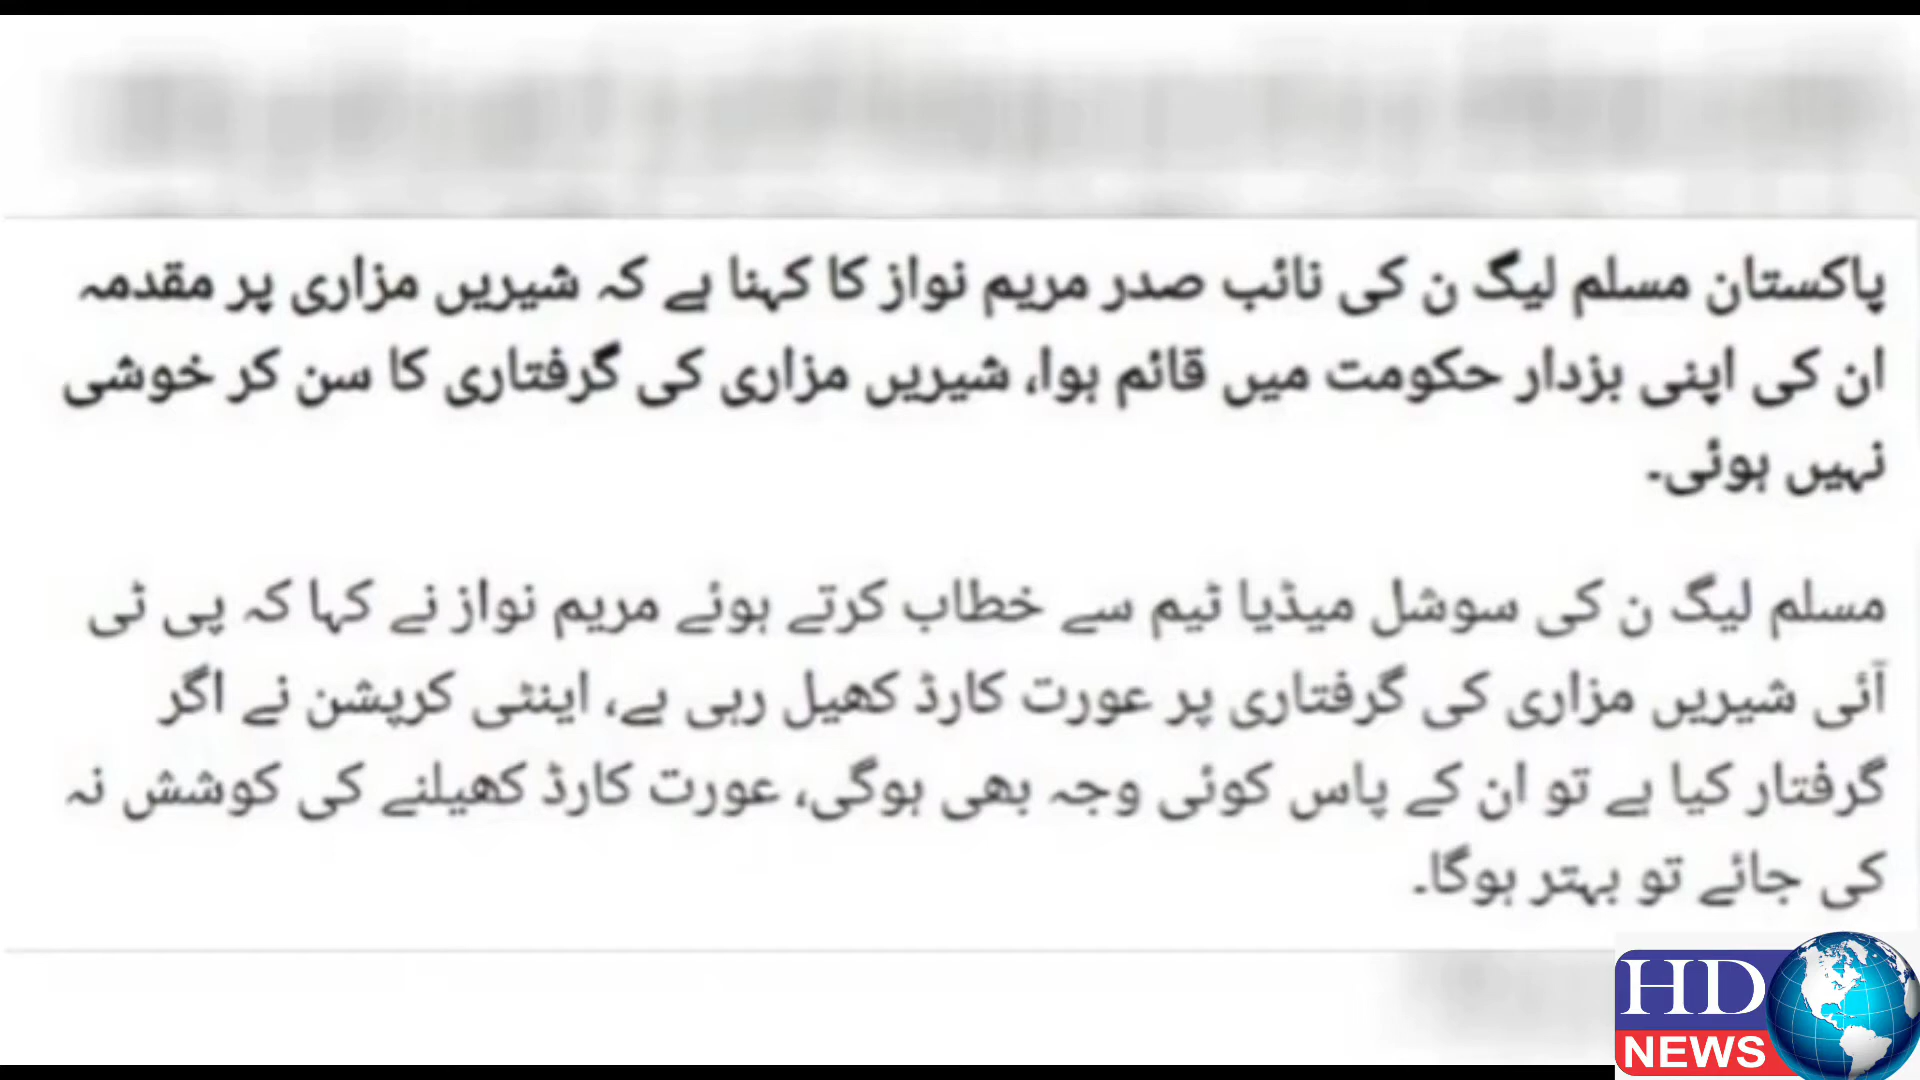 پاکستان مسلم لیگ ن کی نائب صدر مریم نواز کا کہنا ہے کہ شیریں مزاری پر مقدمہ
ان کی اپنی بزدار حکومت میں قائم ہوا، شیریں مزاری کی گرفتاری کا سن کر خوشی
نہیں ہوئی۔
مسلم لیگ ن کی سوشل میڈیا ٹیم سے خطاب کرتے ہوئے مریم نواز نے کہا کہ پی ٹی
آئی شیریں مزاری کی گرفتاری پر عورت کارڈ کھیل رہی ہے، اینٹی کرپشن نے اگر
گرفتار کیا ہے تو ان کے پاس کوئی وجہ بھی ہوگی، عورت کارڈ کھیلنے کی کوشش نہ
کی جائے تو بہتر ہوگا۔
HD
NEWS